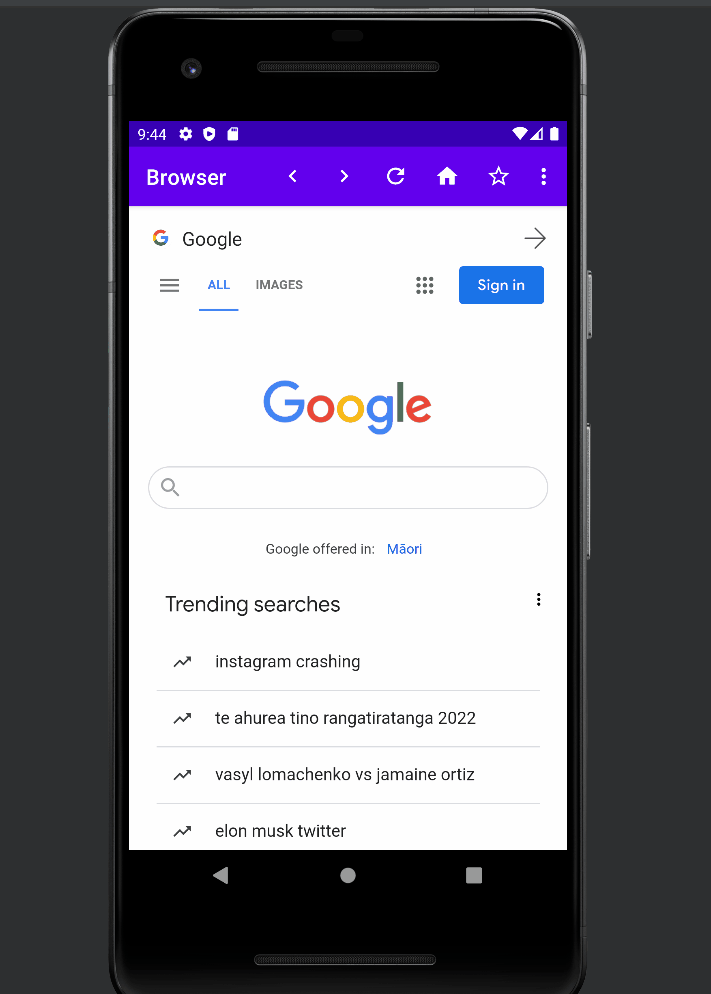 9:44
Browser
Google
ALL IMAGES Sign in
Google
Google offered in: Māori
Trending searches
instagram crashing
te ahurea tino rangatiratanga 2022
vasyl lomachenko vs jamaine ortiz
elon musk twitter